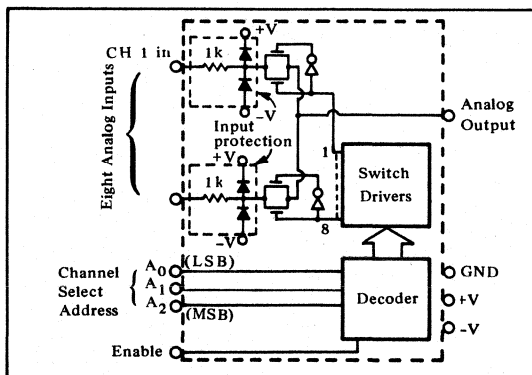 +V
CH 1 in
1k
-V
Analog
Output
Eight Analog Inputs
Input
protection
+V
1k
-V
1
8
Switch
Drivers
Channel
Select
Address
A0 (LSB)
A1
A2 (MSB)
Enable
Decoder
GND
+V
-V